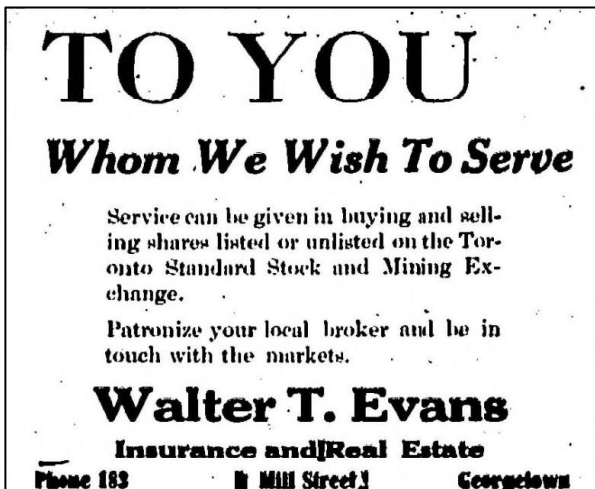 TO YOU
Whom We Wish To Serve
Service can be given in buying and sell-
ing shares listed or unlisted on the Tor-
onto Standard Stock and Mining Ex-
change.
Patronize your local broker and be in
touch with the markets.
Walter T. Evans
Insurance and Real Estate
Phone 183 Mill Street Georgetown